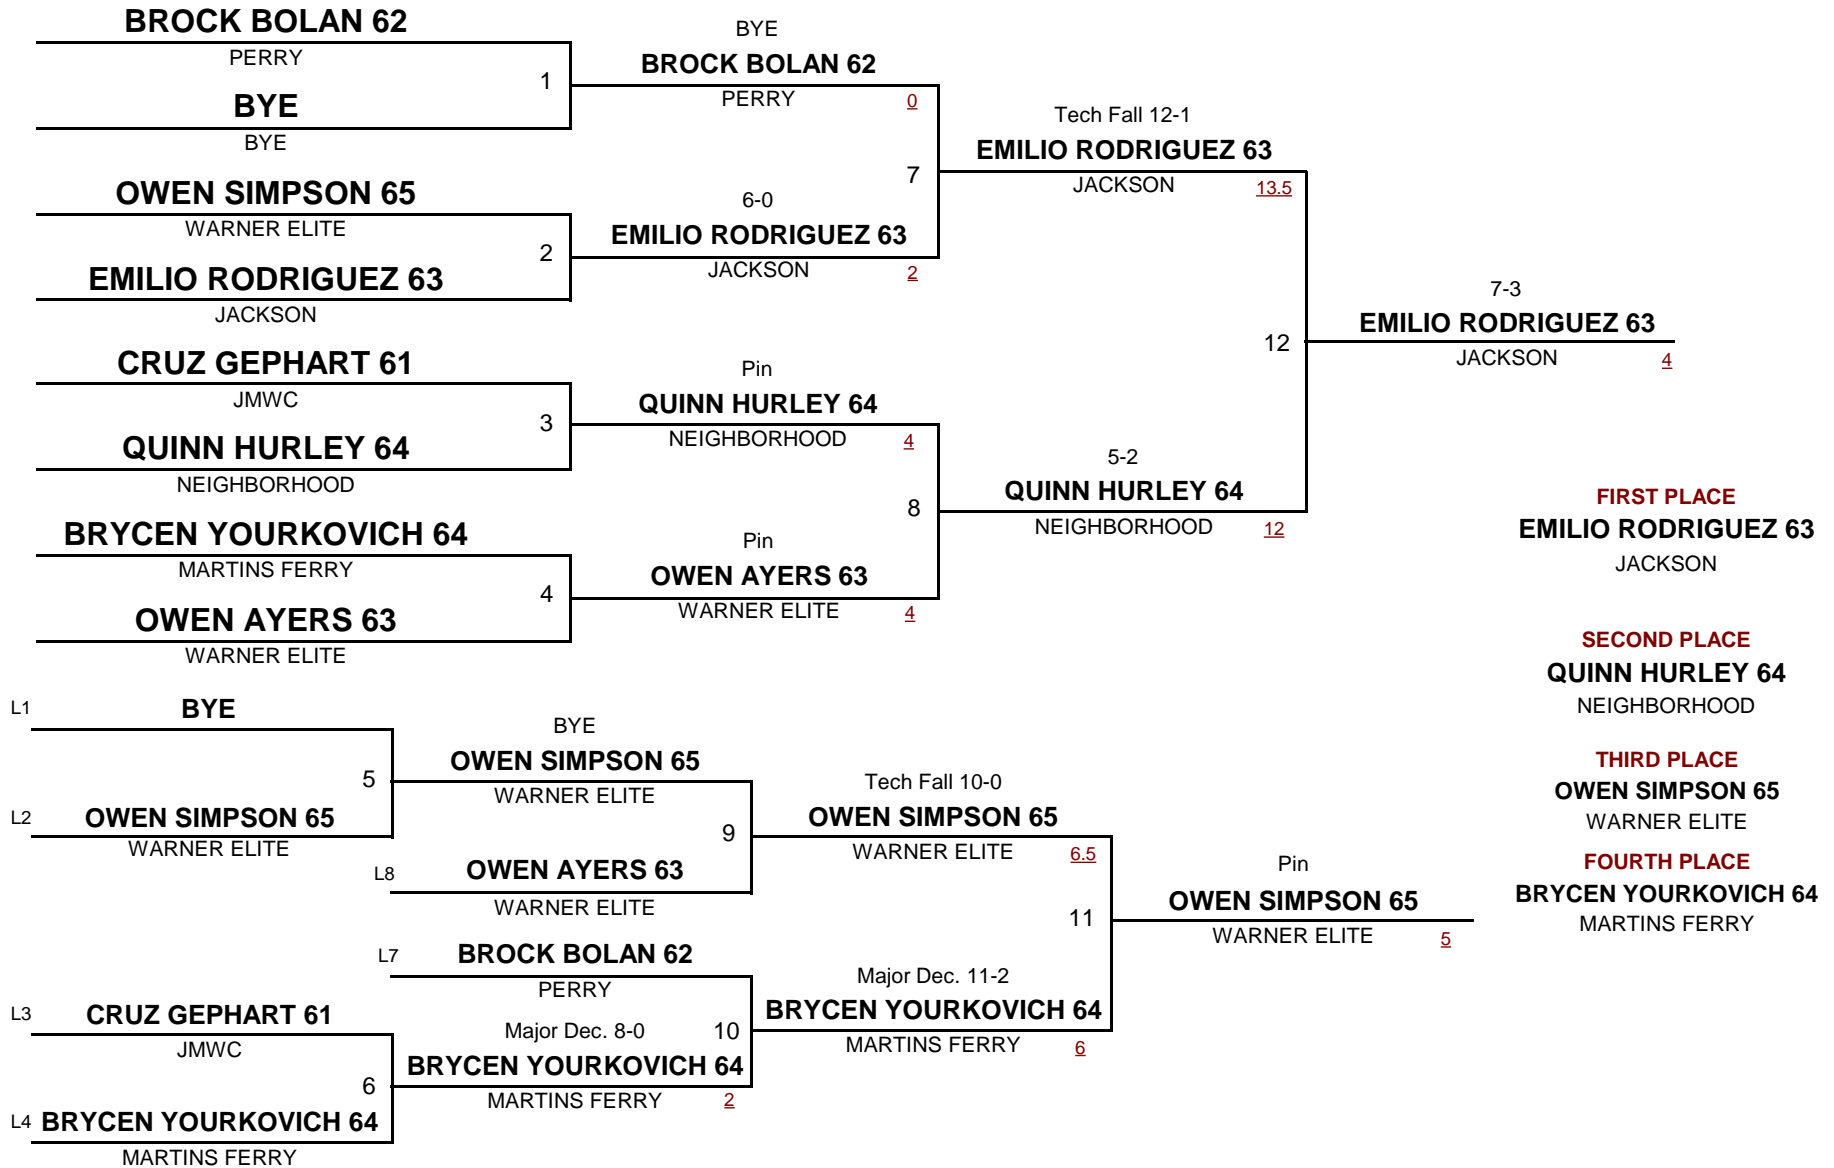 BROCK BOLAN 62
PERRY
1
BYE
BYE
OWEN SIMPSON 65
WARNER ELITE
2
EMILIO RODRIGUEZ 63
JACKSON
CRUZ GEPHART 61
JMWC
3
QUINN HURLEY 64
NEIGHBORHOOD
BRYCEN YOURKOVICH 64
MARTINS FERRY
4
OWEN AYERS 63
WARNER ELITE
BYE
BROCK BOLAN 62
PERRY 0
7
6-0
EMILIO RODRIGUEZ 63
JACKSON 2
Pin
QUINN HURLEY 64
NEIGHBORHOOD 4
8
Pin
OWEN AYERS 63
WARNER ELITE 4
Tech Fall 12-1
EMILIO RODRIGUEZ 63
JACKSON 13.5
12
5-2
QUINN HURLEY 64
NEIGHBORHOOD 12
7-3
EMILIO RODRIGUEZ 63
JACKSON 4
FIRST PLACE
EMILIO RODRIGUEZ 63
JACKSON
SECOND PLACE
QUINN HURLEY 64
NEIGHBORHOOD
THIRD PLACE
OWEN SIMPSON 65
WARNER ELITE
FOURTH PLACE
BRYCEN YOURKOVICH 64
MARTINS FERRY
L1 BYE
5
L2 OWEN SIMPSON 65
WARNER ELITE
L3 CRUZ GEPHART 61
JMWC
6
L4 BRYCEN YOURKOVICH 64
MARTINS FERRY
BYE
OWEN SIMPSON 65
WARNER ELITE
9
L8 OWEN AYERS 63
WARNER ELITE
L7 BROCK BOLAN 62
PERRY
Major Dec. 8-0 10
BRYCEN YOURKOVICH 64
MARTINS FERRY 2
Tech Fall 10-0
OWEN SIMPSON 65
WARNER ELITE 6.5
11
Major Dec. 11-2
BRYCEN YOURKOVICH 64
MARTINS FERRY 6
Pin
OWEN SIMPSON 65
WARNER ELITE 5